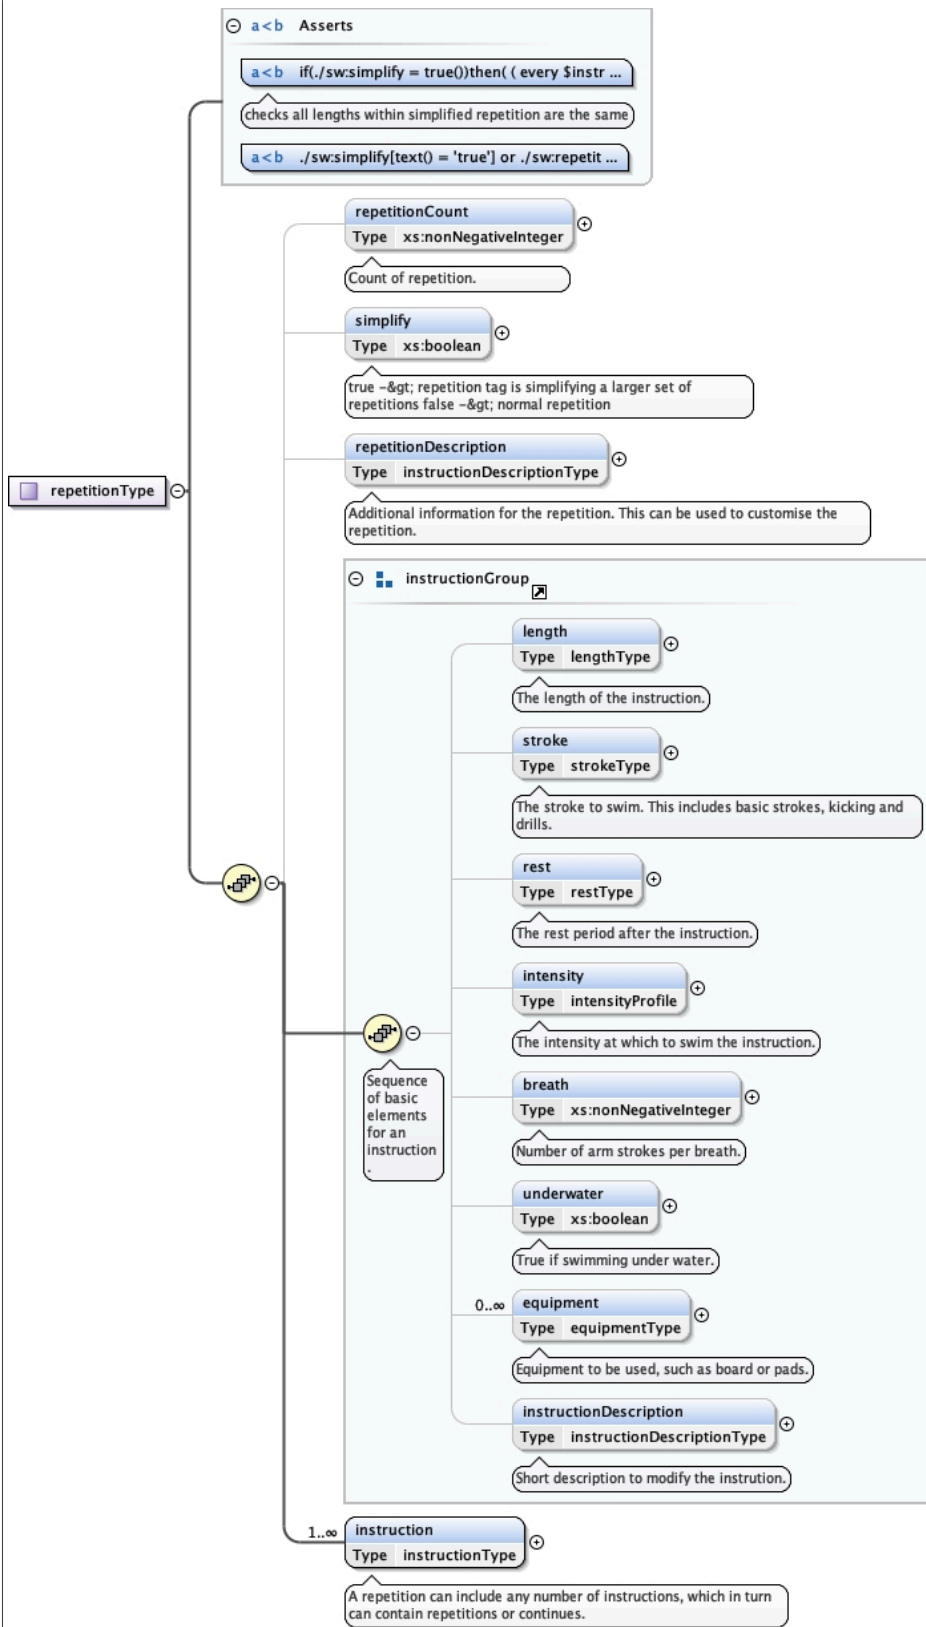 a<b Asserts
a<b if(./sw:simplify = true())then( ( every $instr ...
checks all lengths within simplified repetition are the same
a<b ./sw:simplify[text() = 'true'] or ./sw:repetit ...
repetitionCount
Type xs:nonNegativeInteger
Count of repetition.
simplify
Type xs:boolean
true -&gt; repetition tag is simplifying a larger set of
repetitions false -&gt; normal repetition
repetitionDescription
Type instructionDescriptionType
repetitionType
Additional information for the repetition. This can be used to customise the
repetition.
instructionGroup
length
Type lengthType
The length of the instruction.
stroke
Type strokeType
The stroke to swim. This includes basic strokes, kicking and
drills.
rest
Type restType
The rest period after the instruction.
intensity
Type intensityProfile
The intensity at which to swim the instruction.
Sequence
of basic
elements
for an
instruction
.
breath
Type xs:nonNegativeInteger
Number of arm strokes per breath.
underwater
Type xs:boolean
True if swimming under water.
0..∞
equipment
Type equipmentType
Equipment to be used, such as board or pads.
instructionDescription
Type instructionDescriptionType
Short description to modify the instrution.
1..∞
instruction
Type instructionType
A repetition can include any number of instructions, which in turn
can contain repetitions or continues.